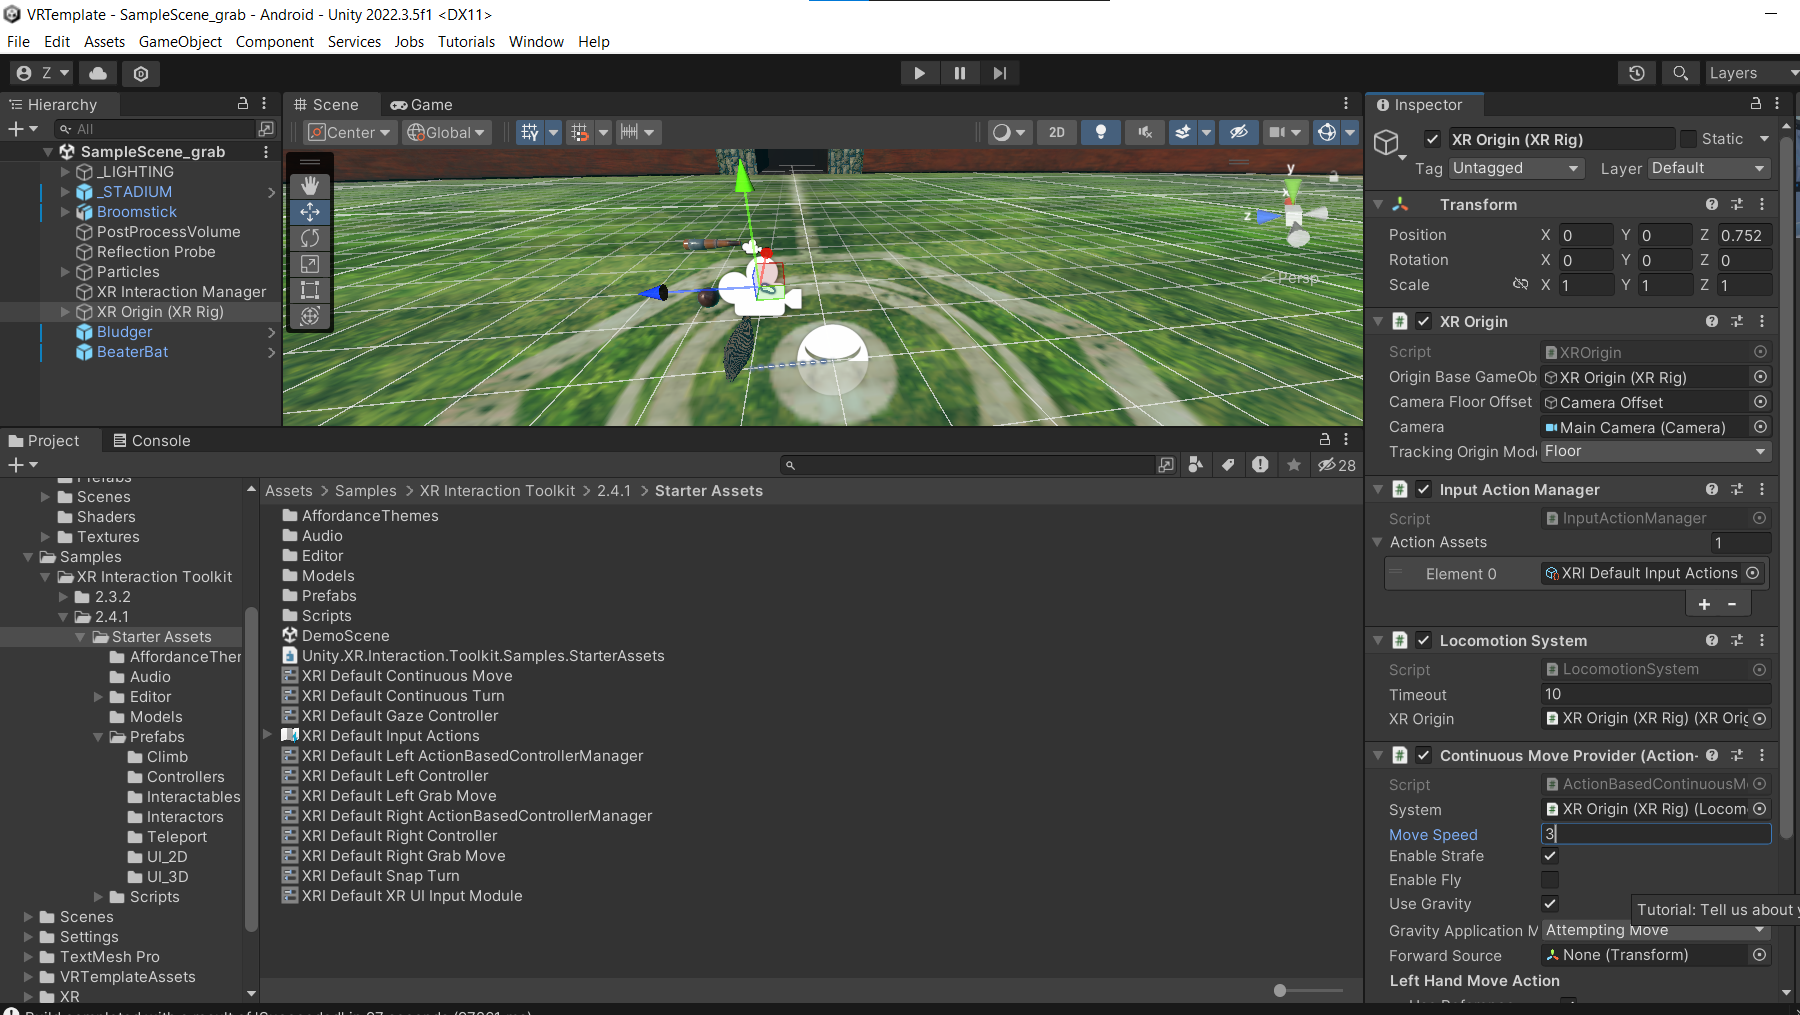 VRTemplate - SampleScene_grab - Android - Unity 2022.3.5f1 <DX11>
File Edit Assets GameObject Component Services Jobs Tutorials Window Help
Z Layers
Hierarchy
All
SampleScene_grab
_LIGHTING
_STADIUM
Broomstick
PostProcessVolume
Reflection Probe
Particles
XR Interaction Manager
XR Origin (XR Rig)
Bludger
BeaterBat
Scene Game
Center Global 2D
y
x
z
Persp
Project Console
28
Prefabs
Scenes
Shaders
Textures
Samples
XR Interaction Toolkit
2.3.2
2.4.1
Starter Assets
AffordanceTher
Audio
Editor
Models
Prefabs
Climb
Controllers
Interactables
Interactors
Teleport
UI_2D
UI_3D
Scripts
Scenes
Settings
TextMesh Pro
VRTemplateAssets
XR
Assets > Samples > XR Interaction Toolkit > 2.4.1 > Starter Assets
AffordanceThemes
Audio
Editor
Models
Prefabs
Scripts
DemoScene
Unity.XR.Interaction.Toolkit.Samples.StarterAssets
XRI Default Continuous Move
XRI Default Continuous Turn
XRI Default Gaze Controller
XRI Default Input Actions
XRI Default Left ActionBasedControllerManager
XRI Default Left Controller
XRI Default Left Grab Move
XRI Default Right ActionBasedControllerManager
XRI Default Right Controller
XRI Default Right Grab Move
XRI Default Snap Turn
XRI Default XR UI Input Module
Inspector
XR Origin (XR Rig) Static
Tag Untagged Layer Default
Transform
Position X 0 Y 0 Z 0.752
Rotation X 0 Y 0 Z 0
Scale X 1 Y 1 Z 1
XR Origin
Script XROrigin
Origin Base GameOb XR Origin (XR Rig)
Camera Floor Offset Camera Offset
Camera Main Camera (Camera)
Tracking Origin Mod Floor
Input Action Manager
Script InputActionManager
Action Assets 1
Element 0 XRI Default Input Actions
+ -
Locomotion System
Script LocomotionSystem
Timeout 10
XR Origin XR Origin (XR Rig) (XR Orig
Continuous Move Provider (Action-
Script ActionBasedContinuousM
System XR Origin (XR Rig) (Locom
Move Speed 3
Enable Strafe
Enable Fly
Use Gravity
Tutorial: Tell us about y
Gravity Application M Attempting Move
Forward Source None (Transform)
Left Hand Move Action